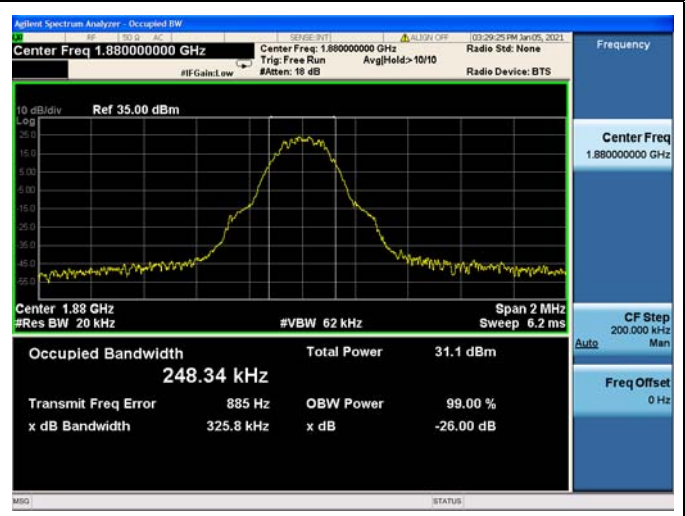 Agilent Spectrum Analyzer - Occupied BW
RF 50 Ω AC SENSE:INT ALIGN OFF 03:29:25 PM Jan 05, 2021
Center Freq 1.880000000 GHz
Center Freq: 1.880000000 GHz
Radio Std: None
Trig: Free Run Avg|Hold:>10/10
#IFGain:Low #Atten: 18 dB Radio Device: BTS
Frequency
10 dB/div Ref 35.00 dBm
Log
25.0
15.0
5.00
-5.00
-15.0
-25.0
-35.0
-45.0
-55.0
Center 1.88 GHz Span 2 MHz
#Res BW 20 kHz #VBW 62 kHz Sweep 6.2 ms
Occupied Bandwidth Total Power 31.1 dBm
248.34 kHz
Transmit Freq Error 885 Hz OBW Power 99.00 %
x dB Bandwidth 325.8 kHz x dB -26.00 dB
Center Freq
1.880000000 GHz
CF Step
200.000 kHz
Auto Man
Freq Offset
0 Hz
MSG STATUS